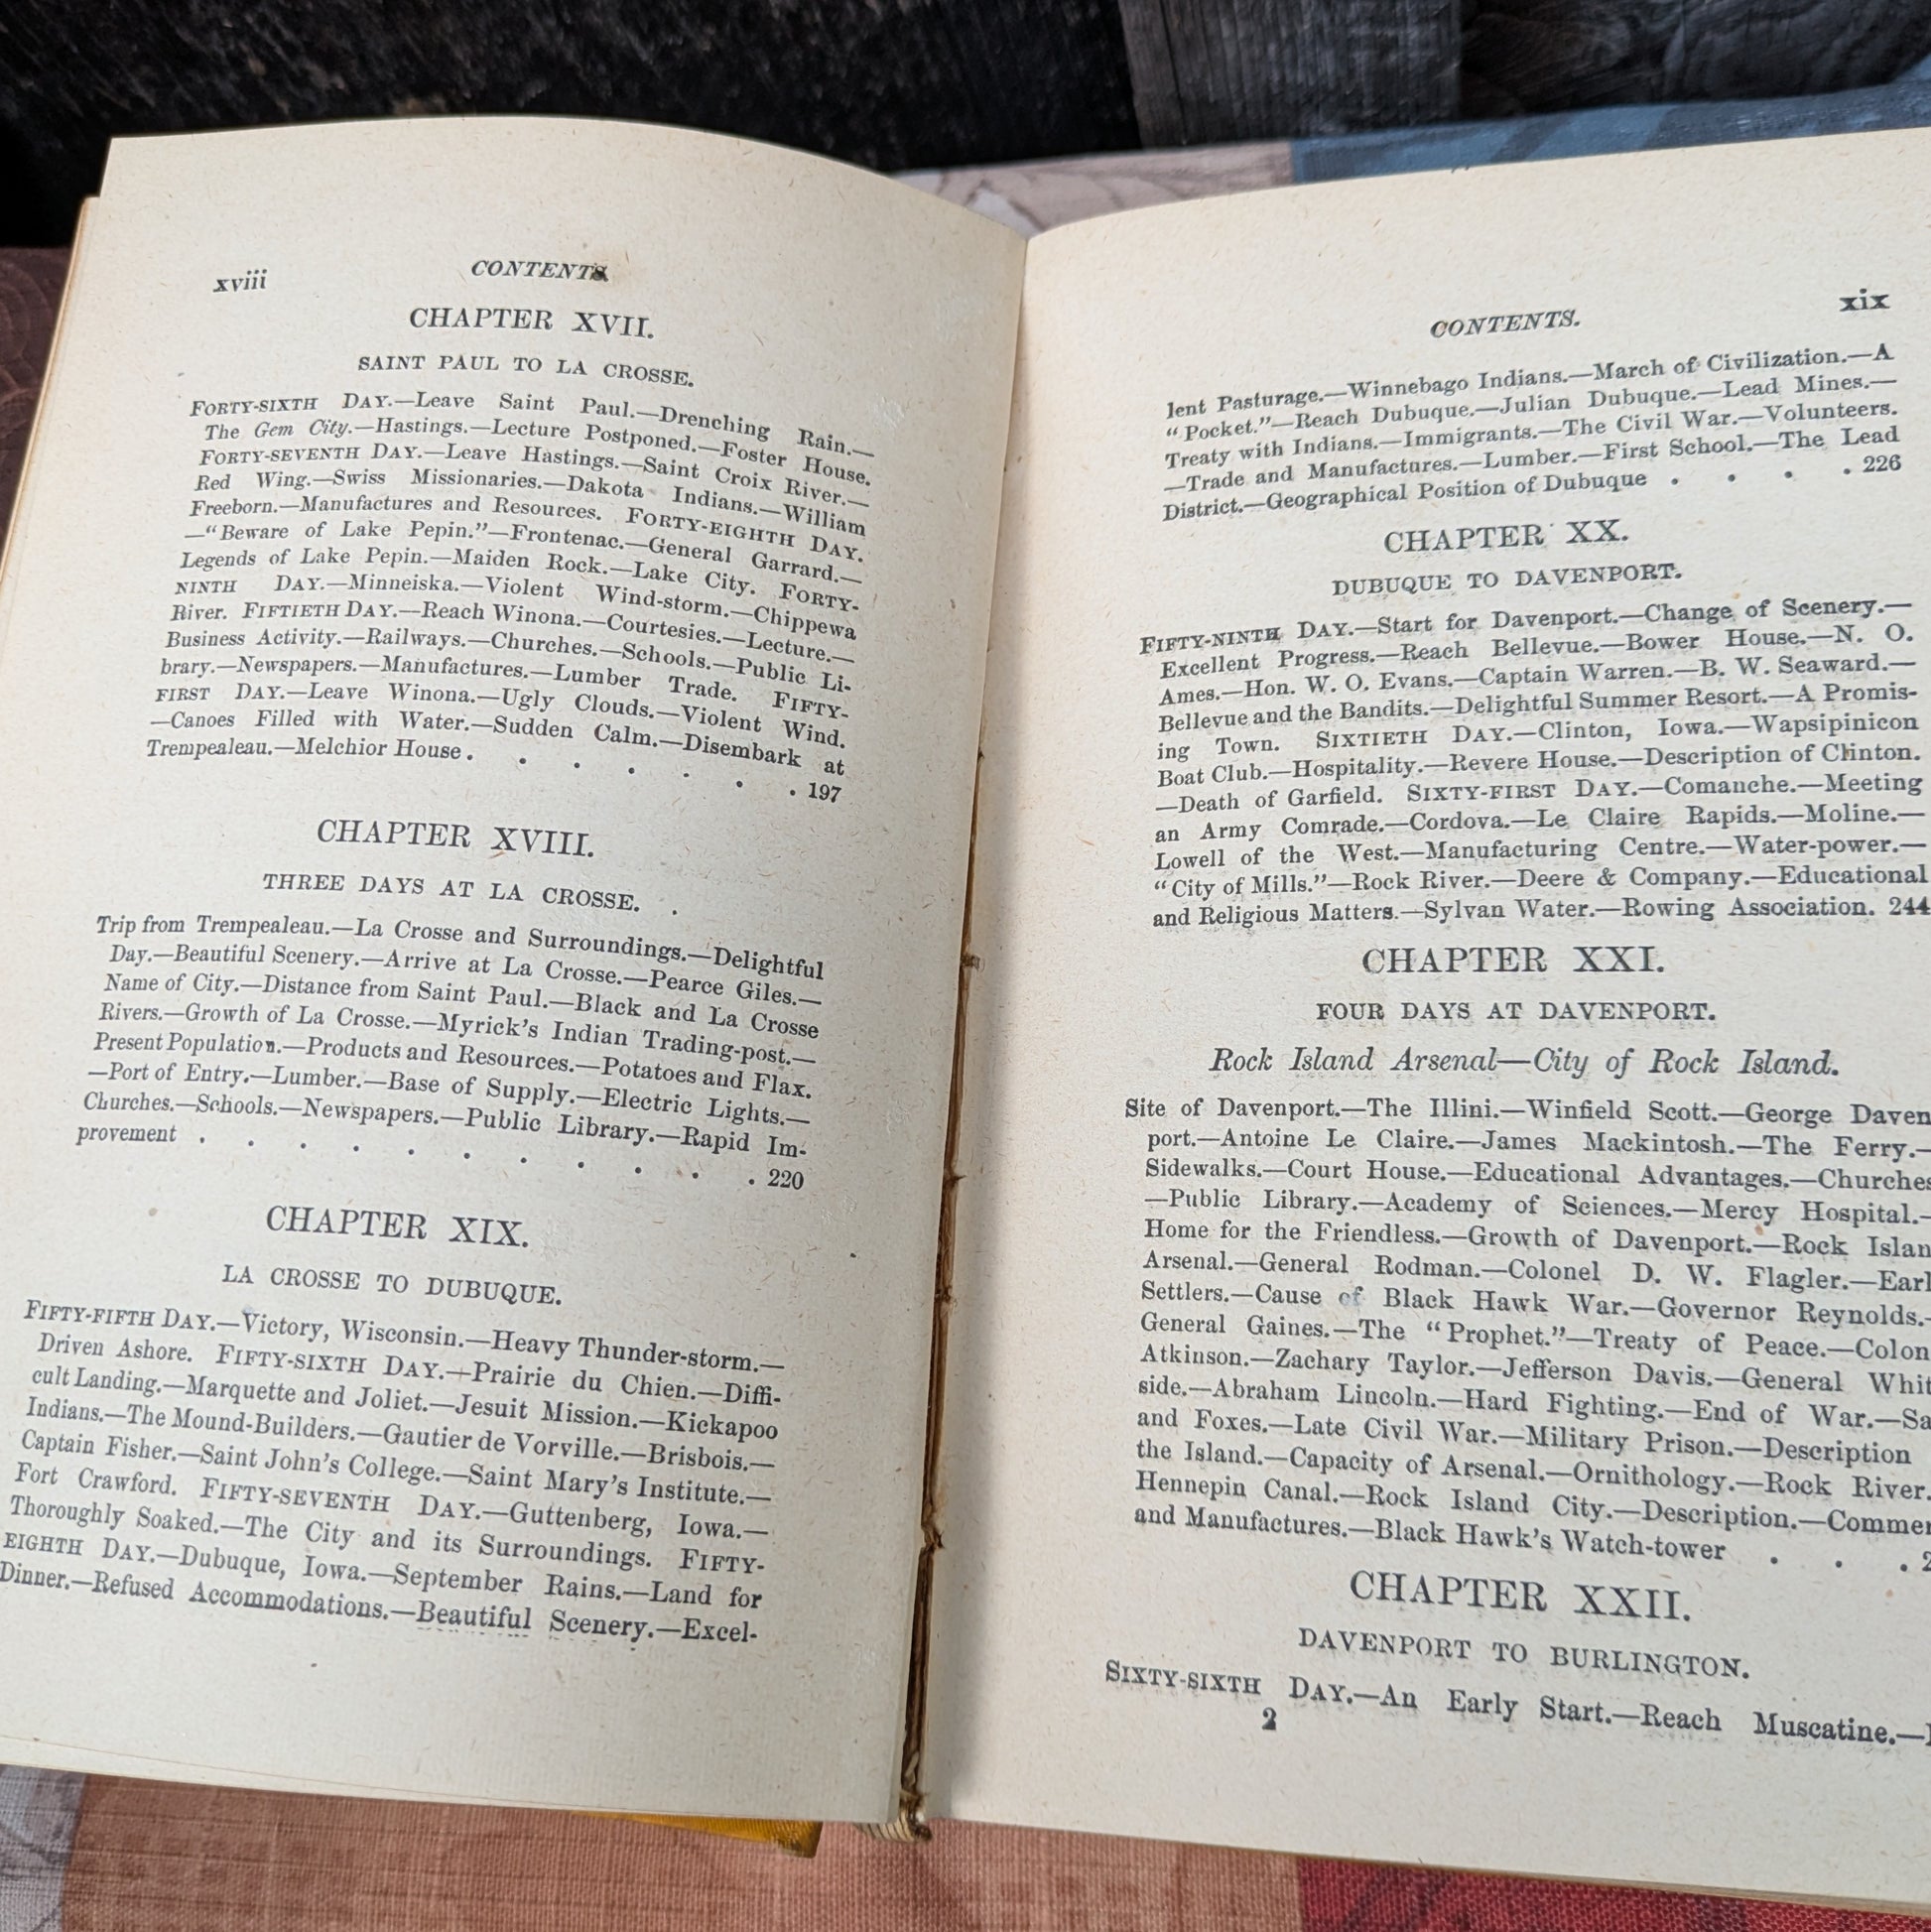 xviii
CONTENTS.
CHAPTER XVII.
SAINT PAUL TO LA CROSSE.
FORTY-SIXTH DAY.—Leave Saint Paul.—Drenching Rain.—
The Gem City.—Hastings.—Lecture Postponed.—Foster House.
FORTY-SEVENTH DAY.—Leave Hastings.—Saint Croix River.—
Red Wing.—Swiss Missionaries.—Dakota Indians.—William
Freeborn.—Manufactures and Resources. FORTY-EIGHTH DAY.
—"Beware of Lake Pepin."—Frontenac.—General Garrard.—
Legends of Lake Pepin.—Maiden Rock.—Lake City. FORTY-
NINTH DAY.—Minneiska.—Violent Wind-storm.—Chippewa
River. FIFTIETH DAY.—Reach Winona.—Courtesies.—Lecture.—
Business Activity.—Railways.—Churches.—Schools.—Public Li-
brary.—Newspapers.—Manufactures.—Lumber Trade. FIFTY-
FIRST DAY.—Leave Winona.—Ugly Clouds.—Violent Wind.
—Canoes Filled with Water.—Sudden Calm.—Disembark at
Trempealeau.—Melchior House . . . . . . . . 197
CHAPTER XVIII.
THREE DAYS AT LA CROSSE.
Trip from Trempealeau.—La Crosse and Surroundings.—Delightful
Day.—Beautiful Scenery.—Arrive at La Crosse.—Pearce Giles.—
Name of City.—Distance from Saint Paul.—Black and La Crosse
Rivers.—Growth of La Crosse.—Myrick's Indian Trading-post.—
Present Population.—Products and Resources.—Potatoes and Flax.
—Port of Entry.—Lumber.—Base of Supply.—Electric Lights.—
Churches.—Schools.—Newspapers.—Public Library.—Rapid Im-
provement . . . . . . . . . . . 220
CHAPTER XIX.
LA CROSSE TO DUBUQUE.
FIFTY-FIFTH DAY.—Victory, Wisconsin.—Heavy Thunder-storm.—
Driven Ashore. FIFTY-SIXTH DAY.—Prairie du Chien.—Diffi-
cult Landing.—Marquette and Joliet.—Jesuit Mission.—Kickapoo
Indians.—The Mound-Builders.—Gautier de Vorville.—Brisbois.—
Captain Fisher.—Saint John's College.—Saint Mary's Institute.—
Fort Crawford. FIFTY-SEVENTH DAY.—Guttenberg, Iowa.—
Thoroughly Soaked.—The City and its Surroundings. FIFTY-
EIGHTH DAY.—Dubuque, Iowa.—September Rains.—Land for
Dinner.—Refused Accommodations.—Beautiful Scenery.—Excel-
CONTENTS.
xix
lent Pasturage.—Winnebago Indians.—March of Civilization.—A
"Pocket."—Reach Dubuque.—Julian Dubuque.—Lead Mines.—
Treaty with Indians.—Immigrants.—The Civil War.—Volunteers.
—Trade and Manufactures.—Lumber.—First School.—The Lead
District.—Geographical Position of Dubuque . . . . 226
CHAPTER XX.
DUBUQUE TO DAVENPORT.
FIFTY-NINTH DAY.—Start for Davenport.—Change of Scenery.—
Excellent Progress.—Reach Bellevue.—Bower House.—N. O.
Ames.—Hon. W. O. Evans.—Captain Warren.—B. W. Seaward.—
Bellevue and the Bandits.—Delightful Summer Resort.—A Promis-
ing Town. SIXTIETH DAY.—Clinton, Iowa.—Wapsipinicon
Boat Club.—Hospitality.—Revere House.—Description of Clinton.
—Death of Garfield. SIXTY-FIRST DAY.—Comanche.—Meeting
an Army Comrade.—Cordova.—Le Claire Rapids.—Moline.—
Lowell of the West.—Manufacturing Centre.—Water-power.—
"City of Mills."—Rock River.—Deere & Company.—Educational
and Religious Matters.—Sylvan Water.—Rowing Association. 244
CHAPTER XXI.
FOUR DAYS AT DAVENPORT.
Rock Island Arsenal—City of Rock Island.
Site of Davenport.—The Illini.—Winfield Scott.—George Daven
port.—Antoine Le Claire.—James Mackintosh.—The Ferry.—
Sidewalks.—Court House.—Educational Advantages.—Churches
—Public Library.—Academy of Sciences.—Mercy Hospital.—
Home for the Friendless.—Growth of Davenport.—Rock Islan
Arsenal.—General Rodman.—Colonel D. W. Flagler.—Earl
Settlers.—Cause of Black Hawk War.—Governor Reynolds.—
General Gaines.—The "Prophet."—Treaty of Peace.—Colon
Atkinson.—Zachary Taylor.—Jefferson Davis.—General Whit
side.—Abraham Lincoln.—Hard Fighting.—End of War.—Sa
and Foxes.—Late Civil War.—Military Prison.—Description
the Island.—Capacity of Arsenal.—Ornithology.—Rock River.
Hennepin Canal.—Rock Island City.—Description.—Commer
and Manufactures.—Black Hawk's Watch-tower . . . 2
CHAPTER XXII.
DAVENPORT TO BURLINGTON.
SIXTY-SIXTH DAY.—An Early Start.—Reach Muscatine.—
2